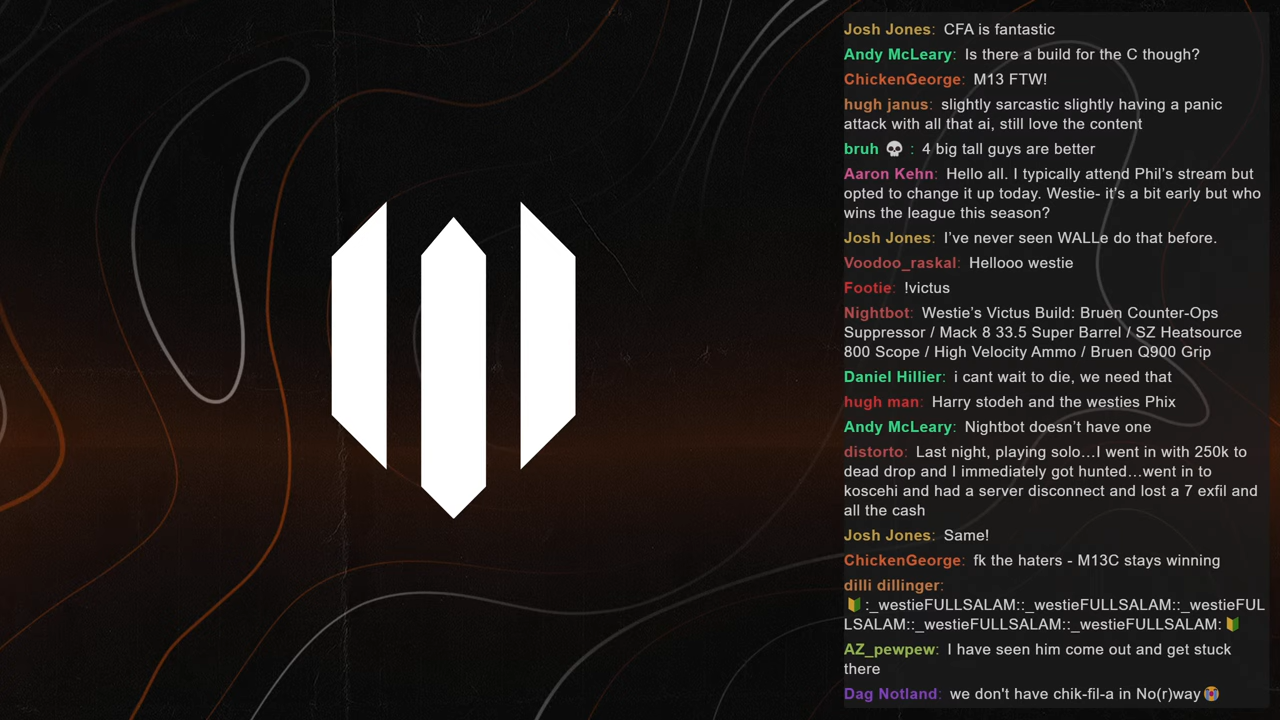 Josh Jones: CFA is fantastic
Andy McLeary: Is there a build for the C though?
ChickenGeorge: M13 FTW!
hugh janus: slightly sarcastic slightly having a panic
attack with all that ai, still love the content
bruh 💀 : 4 big tall guys are better
Aaron Kehn: Hello all. I typically attend Phil's stream but
opted to change it up today. Westie- it's a bit early but who
wins the league this season?
Josh Jones: I've never seen WALLe do that before.
Voodoo_raskal: Hellooo westie
Footie: !victus
Nightbot: Westie's Victus Build: Bruen Counter-Ops
Suppressor / Mack 8 33.5 Super Barrel / SZ Heatsource
800 Scope / High Velocity Ammo / Bruen Q900 Grip
Daniel Hillier: i cant wait to die, we need that
hugh man: Harry stodeh and the westies Phix
Andy McLeary: Nightbot doesn't have one
distorto: Last night, playing solo…I went in with 250k to
dead drop and I immediately got hunted…went in to
koscehi and had a server disconnect and lost a 7 exfil and
all the cash
Josh Jones: Same!
ChickenGeorge: fk the haters - M13C stays winning
dilli dillinger:
🔰:_westieFULLSALAM::_westieFULLSALAM::_westieFUL
LSALAM::_westieFULLSALAM::_westieFULLSALAM:🔰
AZ_pewpew: I have seen him come out and get stuck
there
Dag Notland: we don't have chik-fil-a in No(r)way